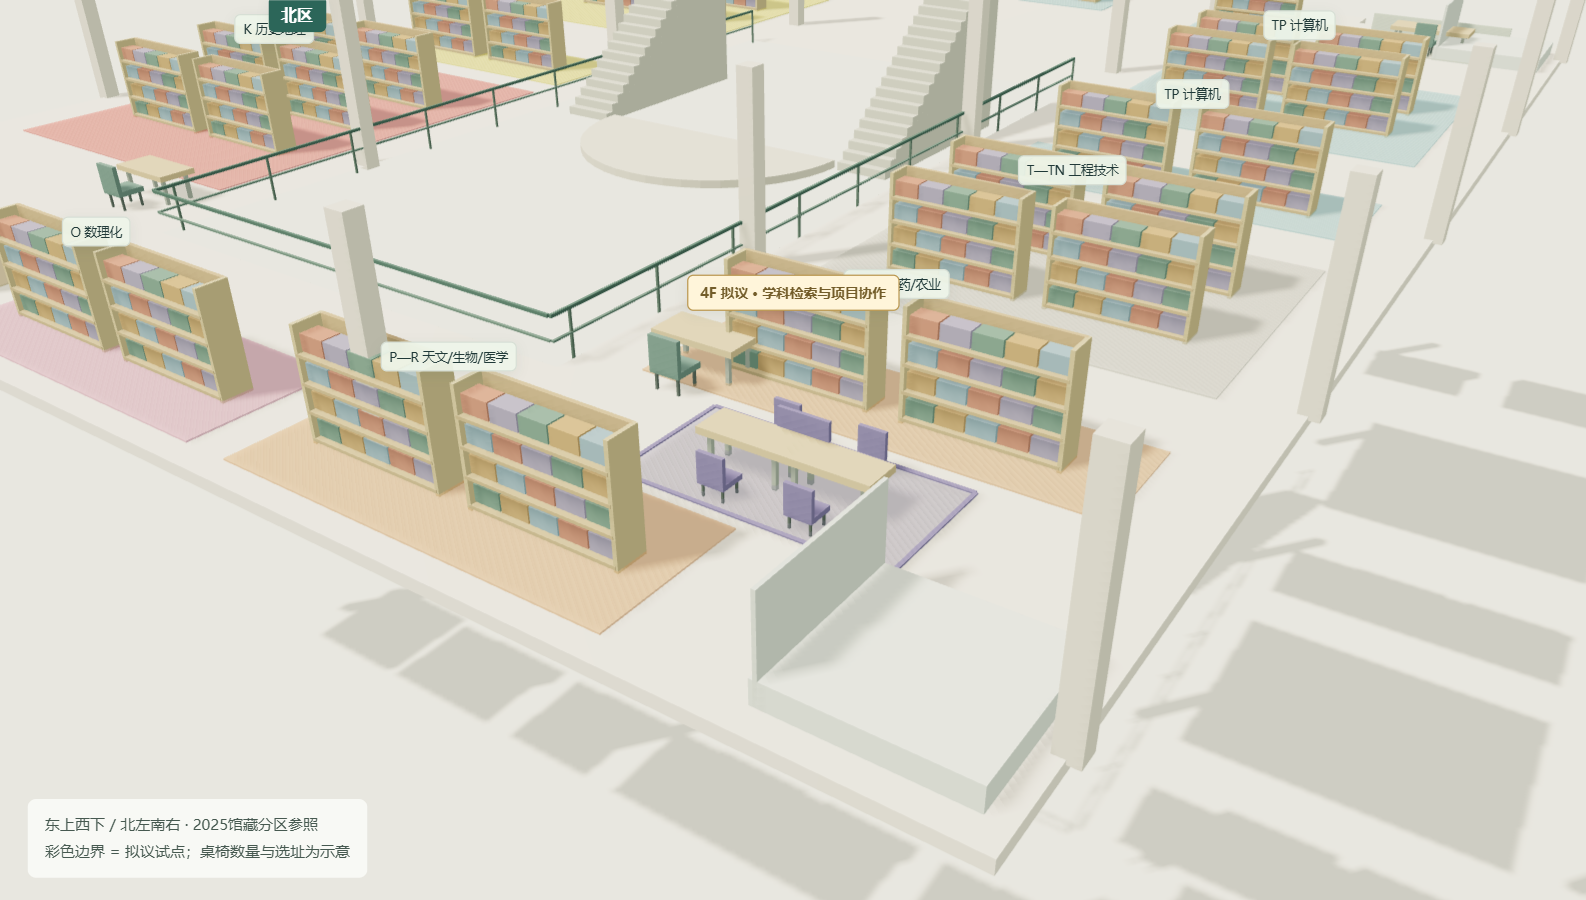 北区
K 历史地理
TP 计算机
TP 计算机
T—TN 工程技术
O 数理化
药/农业
4F 拟议 • 学科检索与项目协作
P—R 天文/生物/医学
东上西下 / 北左南右 · 2025馆藏分区参照
彩色边界 = 拟议试点；桌椅数量与选址为示意